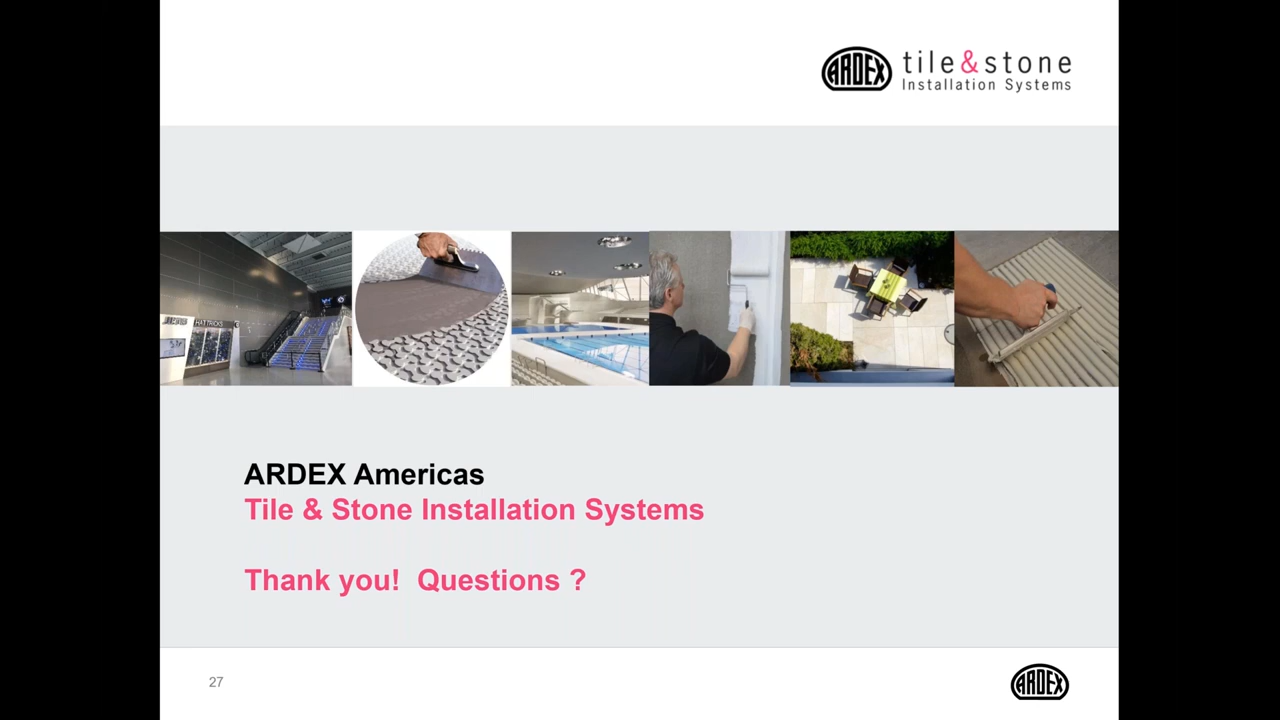 ARDEX
tile&stone
Installation Systems
ARDEX Americas
Tile & Stone Installation Systems
Thank you! Questions ?
27
ARDEX